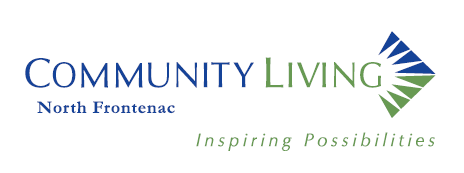 COMMUNITY LIVING
North Frontenac
Inspiring Possibilities